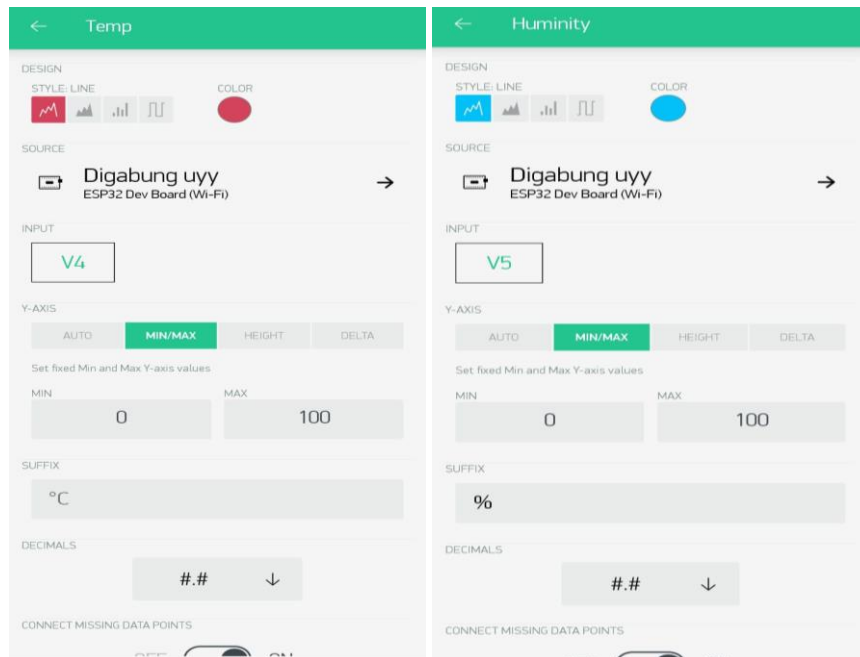 Temp
DESIGN
STYLE: LINE
COLOR
SOURCE
Digabung uyy
ESP32 Dev Board (Wi-Fi)
INPUT
V4
Y-AXIS
AUTO MIN/MAX HEIGHT DELTA
Set fixed Min and Max Y-axis values
MIN MAX
0 100
SUFFIX
°C
DECIMALS
#.#
CONNECT MISSING DATA POINTS
OFF ON
Huminity
DESIGN
STYLE: LINE
COLOR
SOURCE
Digabung uyy
ESP32 Dev Board (Wi-Fi)
INPUT
V5
Y-AXIS
AUTO MIN/MAX HEIGHT DELTA
Set fixed Min and Max Y-axis values
MIN MAX
0 100
SUFFIX
%
DECIMALS
#.#
CONNECT MISSING DATA POINTS